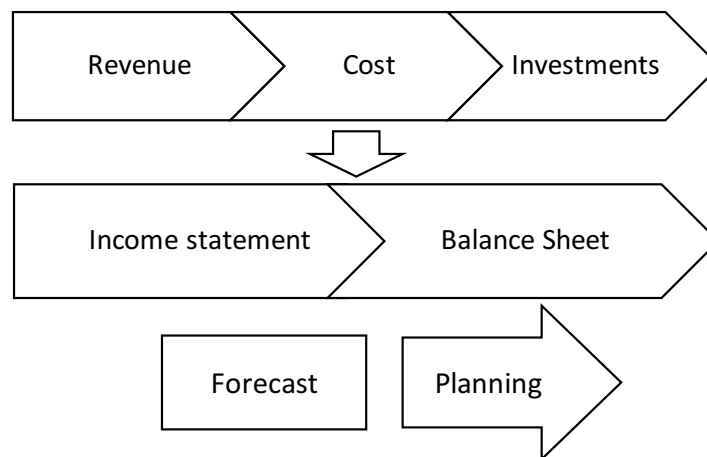 Revenue
Cost
Investments
Income statement
Balance Sheet
Forecast
Planning